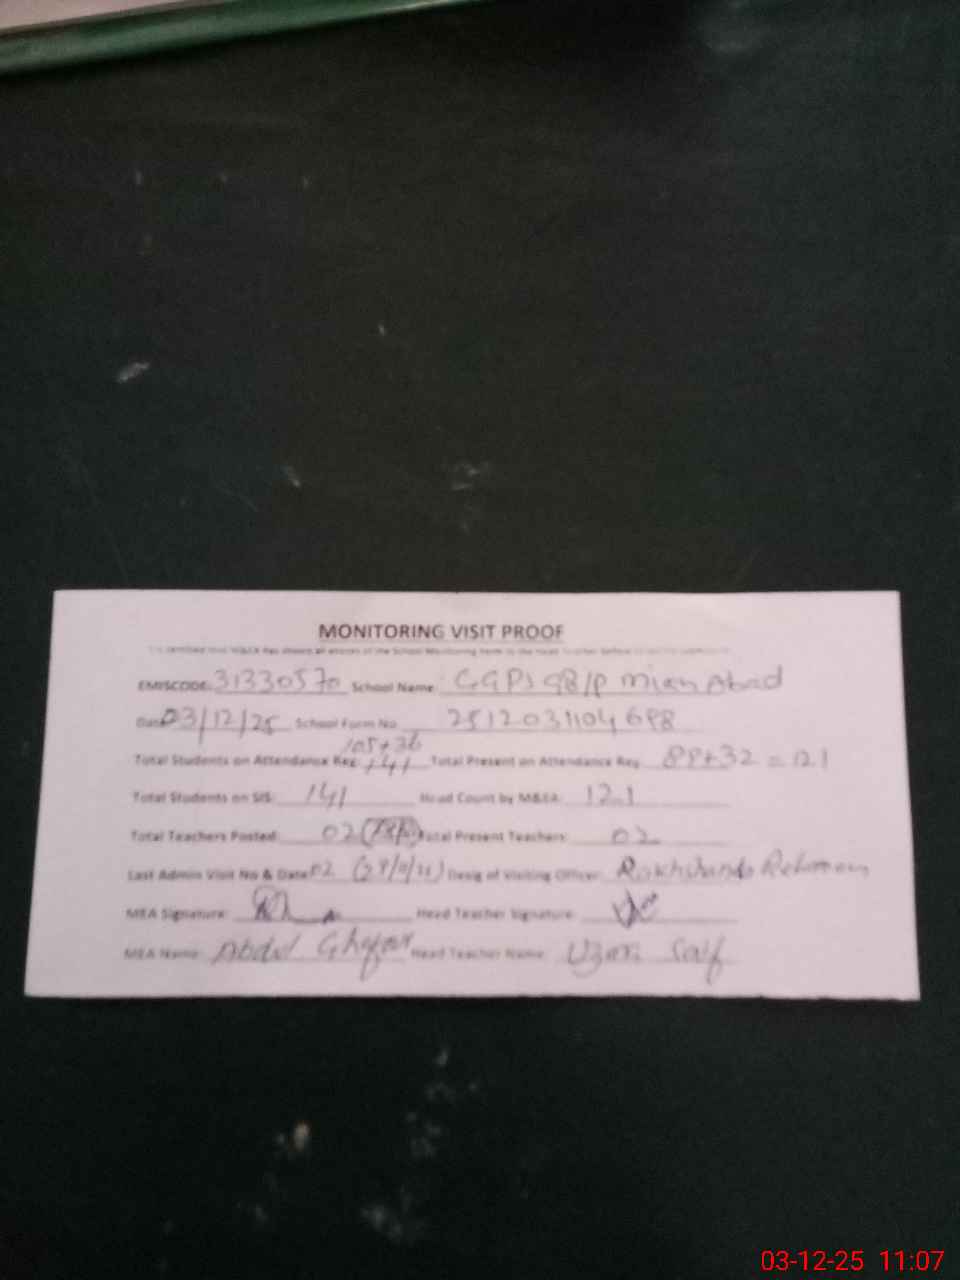 MONITORING VISIT PROOF
EMISCODE: 31330570 School Name: GGPS 98/P Mian Abad
Date 03/12/25 School Form No 2512031104698
105+36
Total Students on Attendance Reg: 141 Total Present on Attendance Reg 89+32 = 121
Total Students on SIS: 141 Head Count by M&EA: 121
Total Teachers Posted: 02 Total Present Teachers: 02
Last Admin Visit No & Date: 02 Desig of Visiting Officer: Rehman
MEA Signature: Head Teacher Signature:
MEA Name: Abdul Ghafar Head Teacher Name: Uzma Saif
03-12-25 11:07